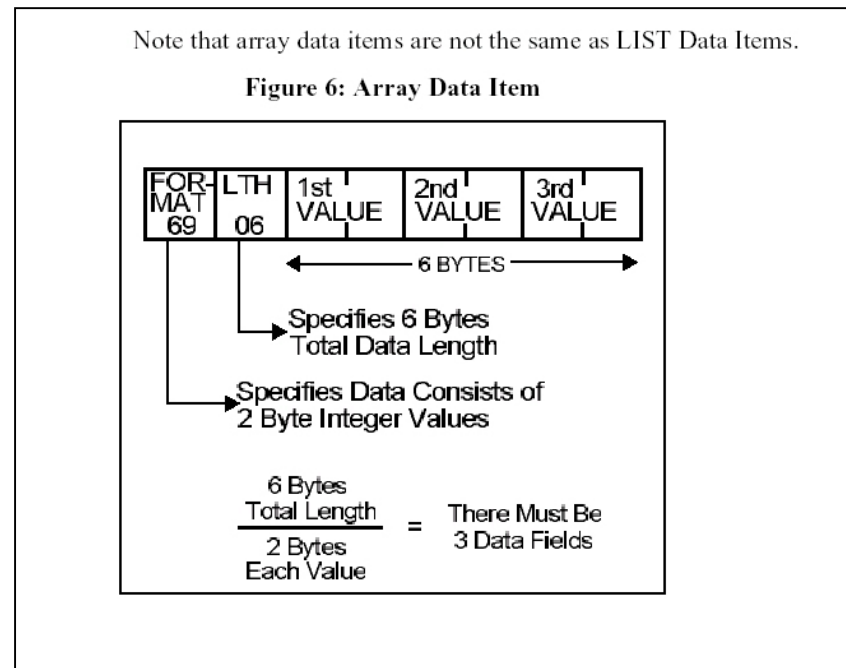 Note that array data items are not the same as LIST Data Items.
Figure 6: Array Data Item
FOR-
MAT
69
LTH
06
1st
VALUE
2nd
VALUE
3rd
VALUE
6 BYTES
Specifies 6 Bytes
Total Data Length
Specifies Data Consists of
2 Byte Integer Values
6 Bytes
Total Length
2 Bytes
Each Value
=
There Must Be
3 Data Fields